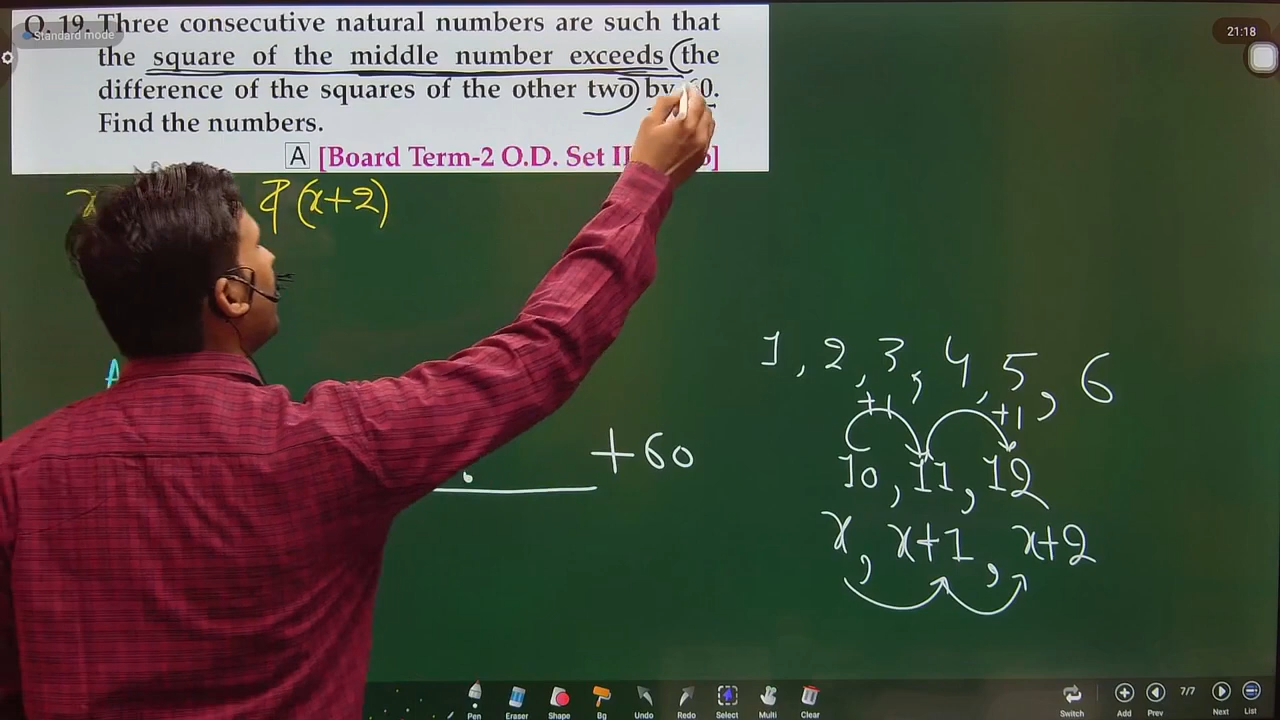 Q. 19. Three consecutive natural numbers are such that
Standard mode
the square of the middle number exceeds the
difference of the squares of the other two by 60.
Find the numbers.
A [Board Term-2 O.D. Set II
21:18
व (x+2)
1, 2, 3, 4, 5, 6
+1 +1
+60
10, 11, 12
x, x+1, x+2
Pen Eraser Shape Bg Undo Redo Select Multi Clear
Switch Add Prev 7/7 Next List